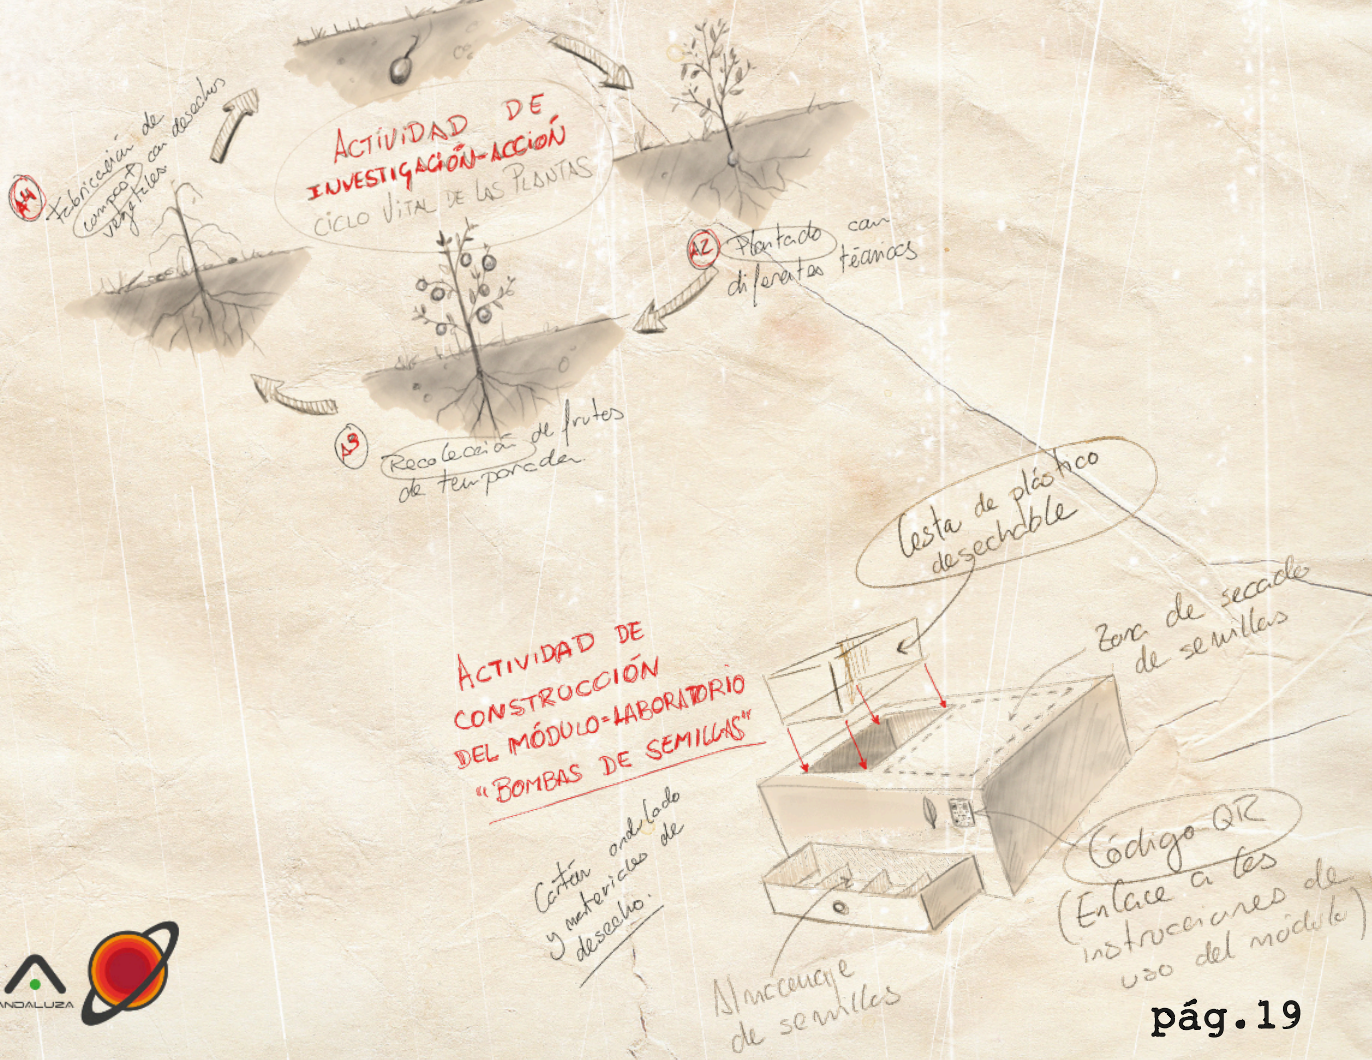 ACTIVIDAD DE
INVESTIGACIÓN-ACCIÓN
CICLO VITAL DE LAS PLANTAS
A4
Fabricación de
compost con desechos
vegetales.
A2
Plantado con
diferentes técnicas
A3
Recolección de frutos
de temporada.
Cesta de plástico
desechable
Zona de secado
de semillas
ACTIVIDAD DE
CONSTRUCCIÓN
DEL MÓDULO-LABORATORIO
"BOMBAS DE SEMILLAS"
Cartón ondulado
y materiales de
desecho.
Código QR
(Enlace a las
instrucciones de
uso del módulo)
Almacenaje
de semillas
ANDALUZA
pág.19